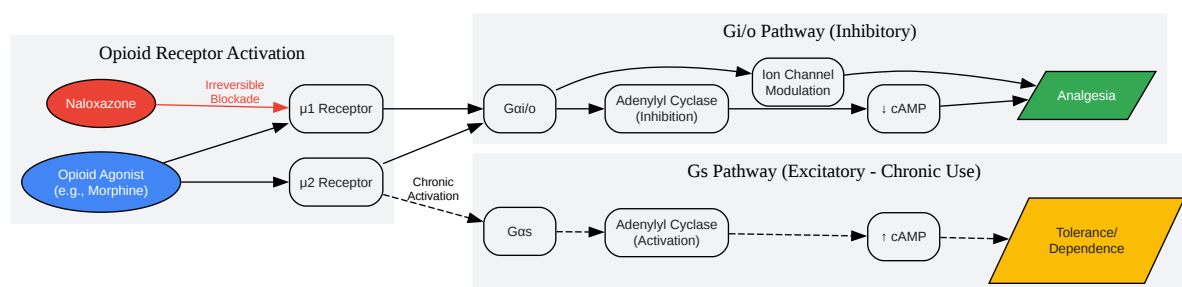 Opioid Receptor Activation
Naloxazone
Irreversible
Blockade
μ1 Receptor
Opioid Agonist
(e.g., Morphine)
μ2 Receptor
Chronic
Activation
Gi/o Pathway (Inhibitory)
Gαi/o
Ion Channel
Modulation
Adenylyl Cyclase
(Inhibition)
↓ cAMP
Analgesia
Gs Pathway (Excitatory - Chronic Use)
Gαs
Adenylyl Cyclase
(Activation)
↑ cAMP
Tolerance/
Dependence